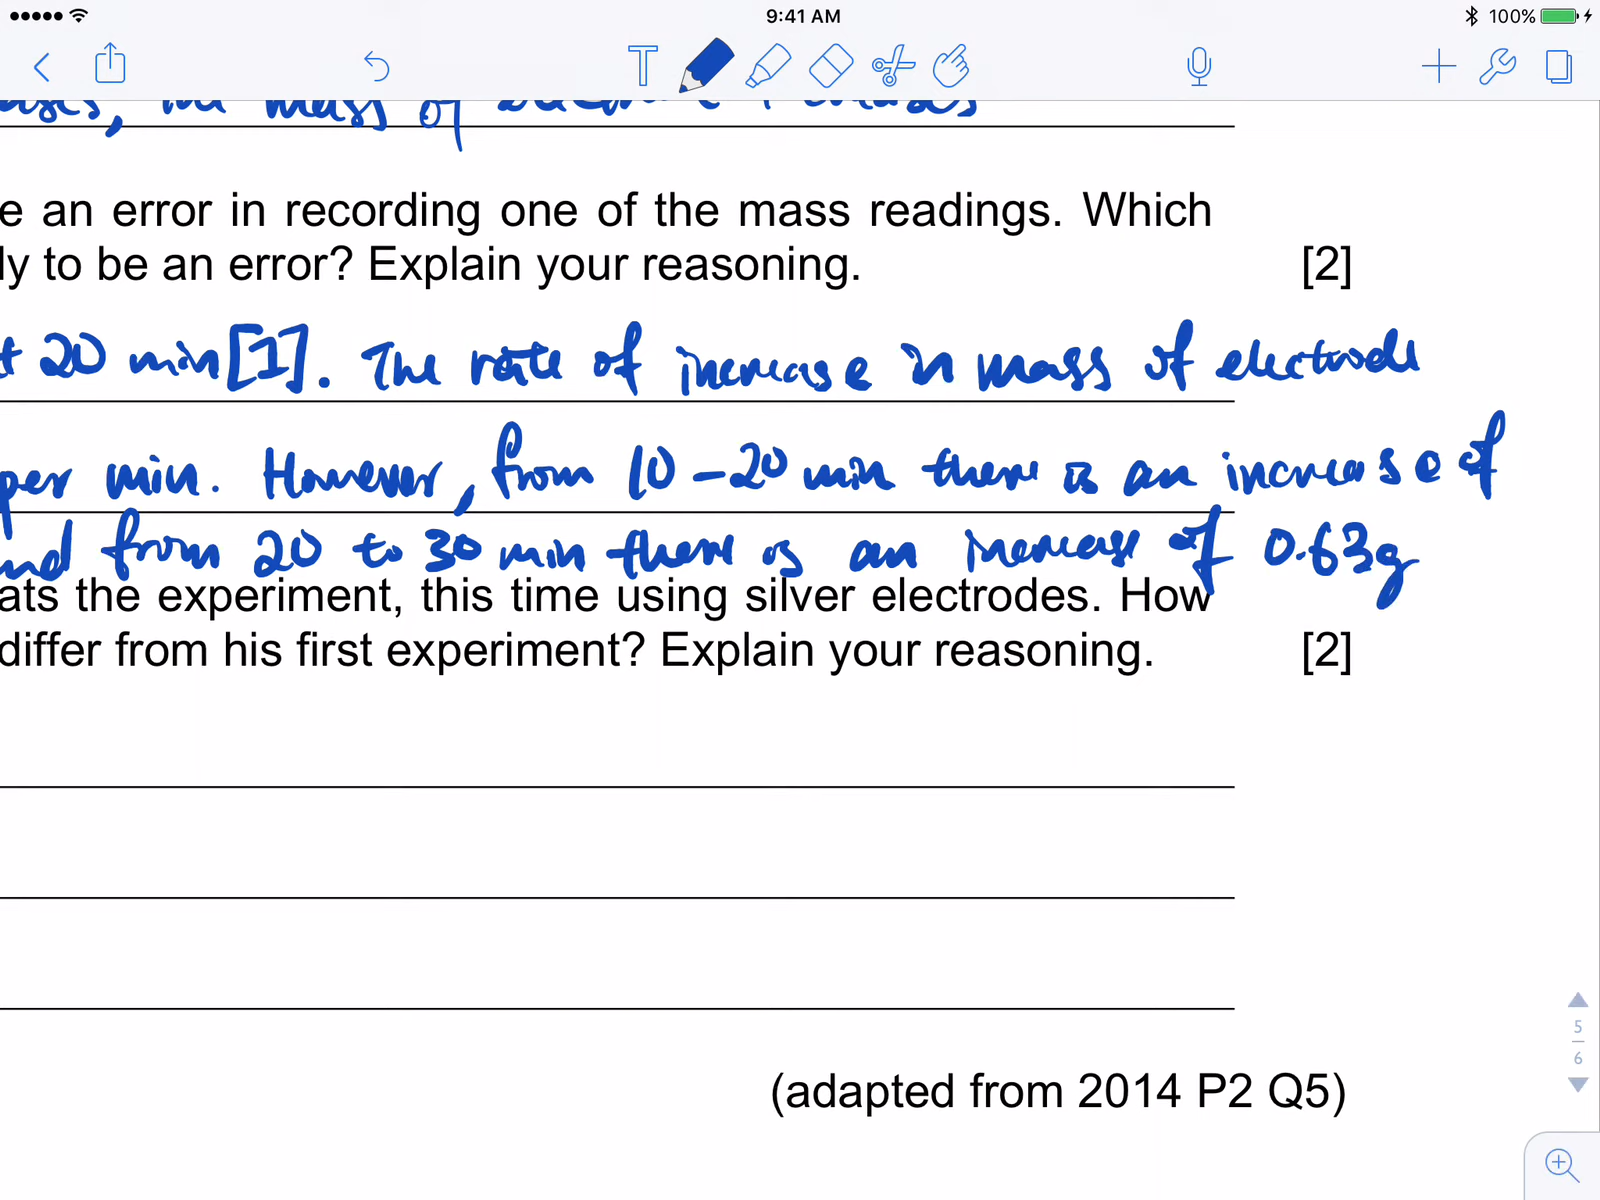 9:41 AM
100%
T
mass of
e an error in recording one of the mass readings. Which
ly to be an error? Explain your reasoning. [2]
20 min [1]. The rate of increase in mass of electrode
per min. However, from 10-20 min there is an increase of
nd from 20 to 30 min there is an increase of 0.63g
ats the experiment, this time using silver electrodes. How
differ from his first experiment? Explain your reasoning. [2]
5
6
(adapted from 2014 P2 Q5)